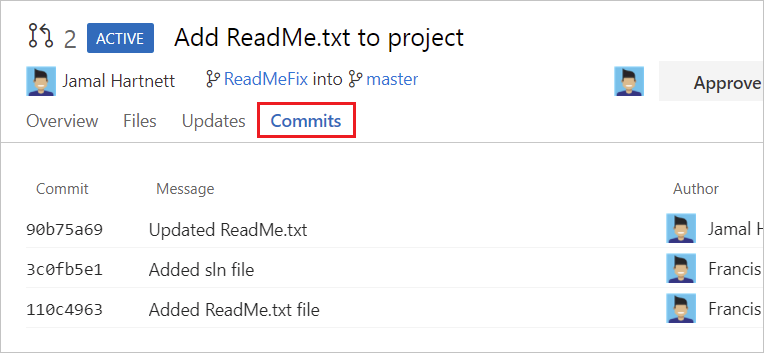 2 ACTIVE Add ReadMe.txt to project
Jamal Hartnett ReadMeFix into master Approve
Overview Files Updates Commits
Commit Message Author
90b75a69 Updated ReadMe.txt Jamal H
3c0fb5e1 Added sln file Francis
110c4963 Added ReadMe.txt file Francis